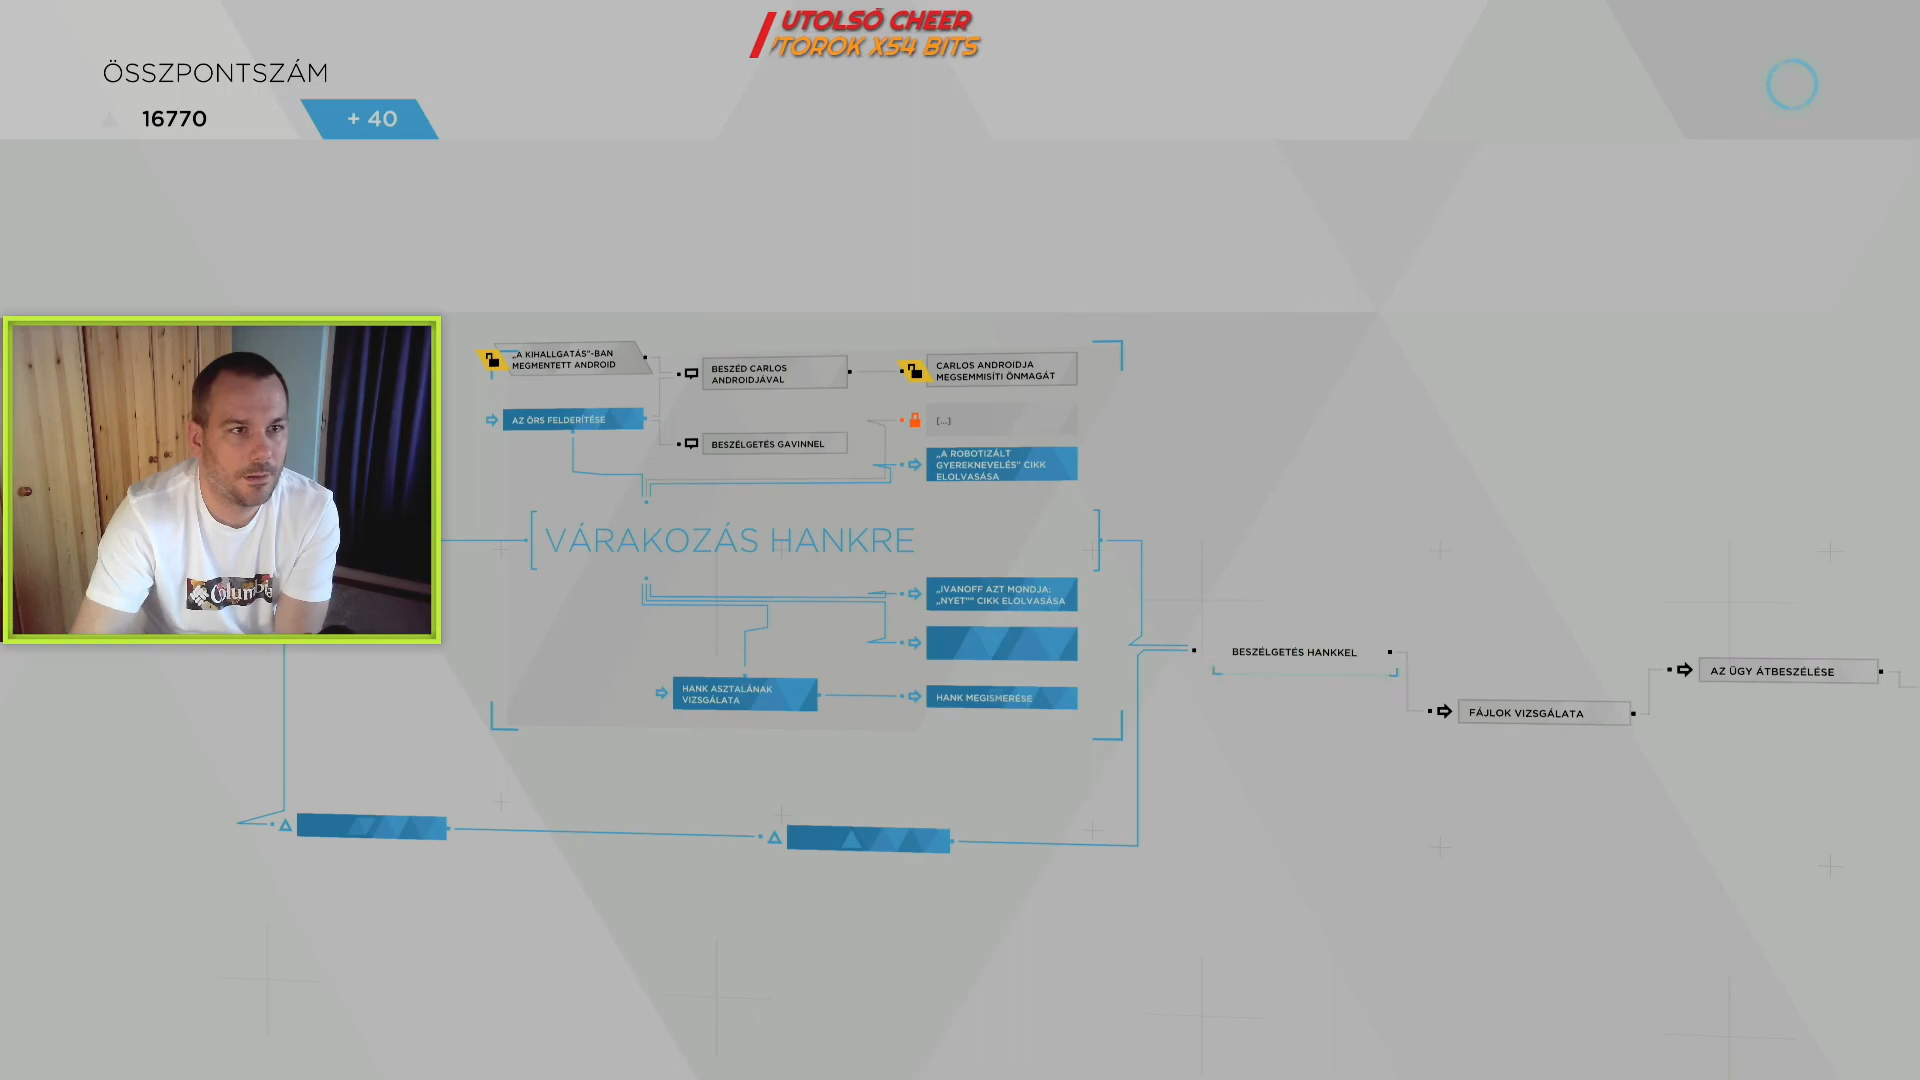 UTOLSÓ CHEER
TOROK X54 BITS
ÖSSZPONTSZÁM
16770
+ 40
„A KIHALLGATÁS"-BAN
MEGMENTETT ANDROID
BESZÉD CARLOS
ANDROIDJÁVAL
CARLOS ANDROIDJA
MEGSEMMISÍTI ÖNMAGÁT
AZ ŐRS FELDERÍTÉSE
[...]
BESZÉLGETÉS GAVINNEL
„A ROBOTIZÁLT
GYEREKNEVELÉS" CIKK
ELOLVASÁSA
VÁRAKOZÁS HANKRE
„IVANOFF AZT MONDJA:
„NYET"" CIKK ELOLVASÁSA
Columbia
BESZÉLGETÉS HANKKEL
AZ ÜGY ÁTBESZÉLÉSE
HANK ASZTALÁNAK
VIZSGÁLATA
HANK MEGISMERÉSE
FÁJLOK VIZSGÁLATA